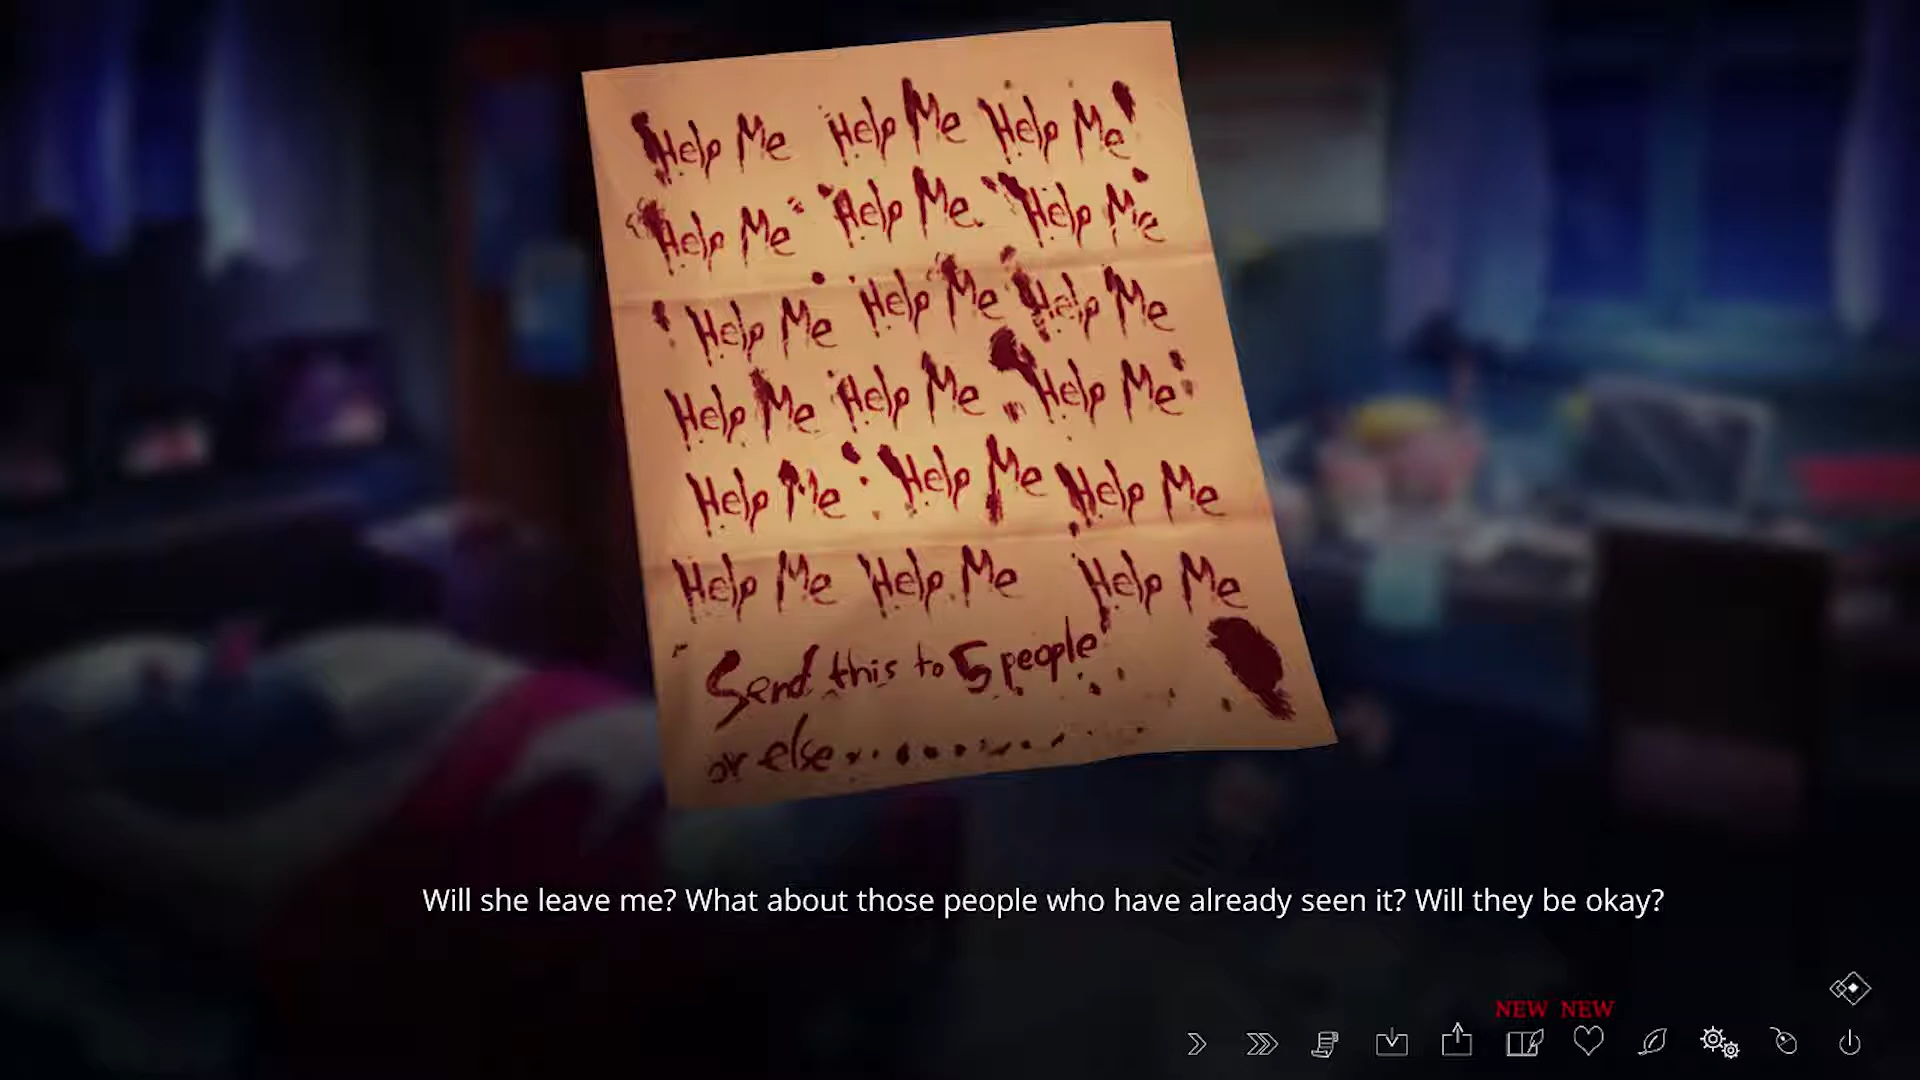 Help Me Help Me Help Me
Help Me Help Me Help Me
Help Me Help Me Help Me
Help Me Help Me Help Me
Help Me Help Me Help Me
Help Me Help Me Help Me
Send this to 5 people
or else...........
Will she leave me? What about those people who have already seen it? Will they be okay?
NEW NEW